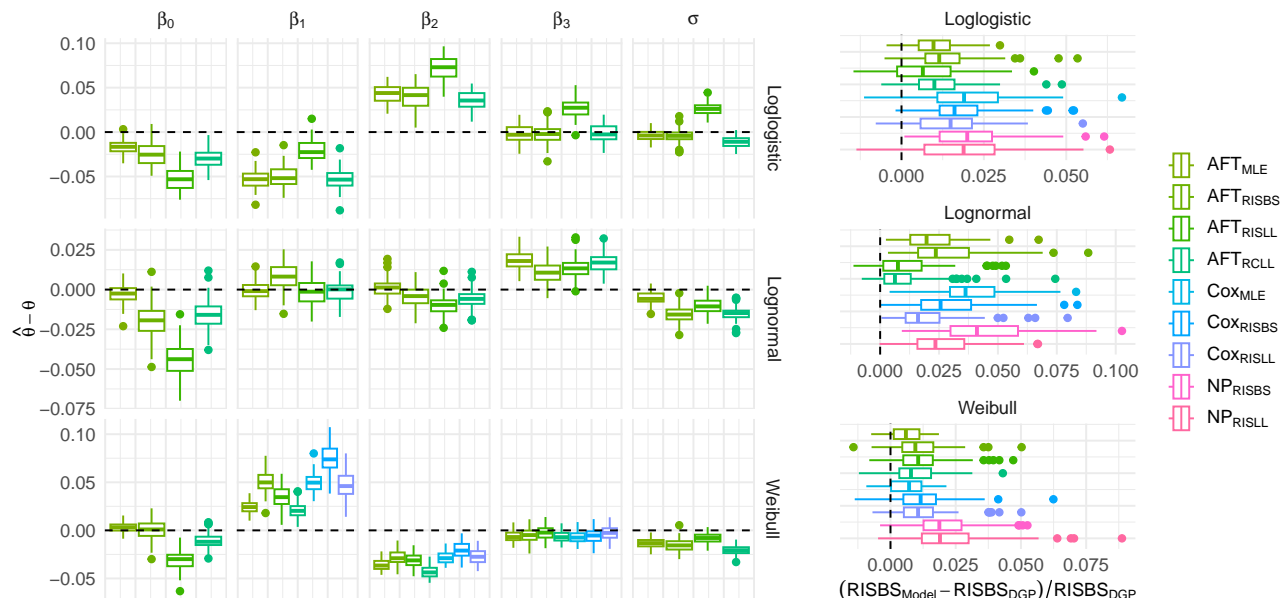 β0 β1 β2 β3 σ
Loglogistic
0.10
0.05
0.00
−0.05
Loglogistic
0.000 0.025 0.050
Lognormal
0.025
0.000
−0.025
−0.050
−0.075
Lognormal
0.000 0.025 0.050 0.075 0.100
θ̂ − θ
Weibull
0.10
0.05
0.00
−0.05
Weibull
0.000 0.025 0.050 0.075
(RISBSModel − RISBSDGP)/RISBSDGP
AFTMLE
AFTRISBS
AFTRISLL
AFTRCLL
CoxMLE
CoxRISBS
CoxRISLL
NPRISBS
NPRISLL